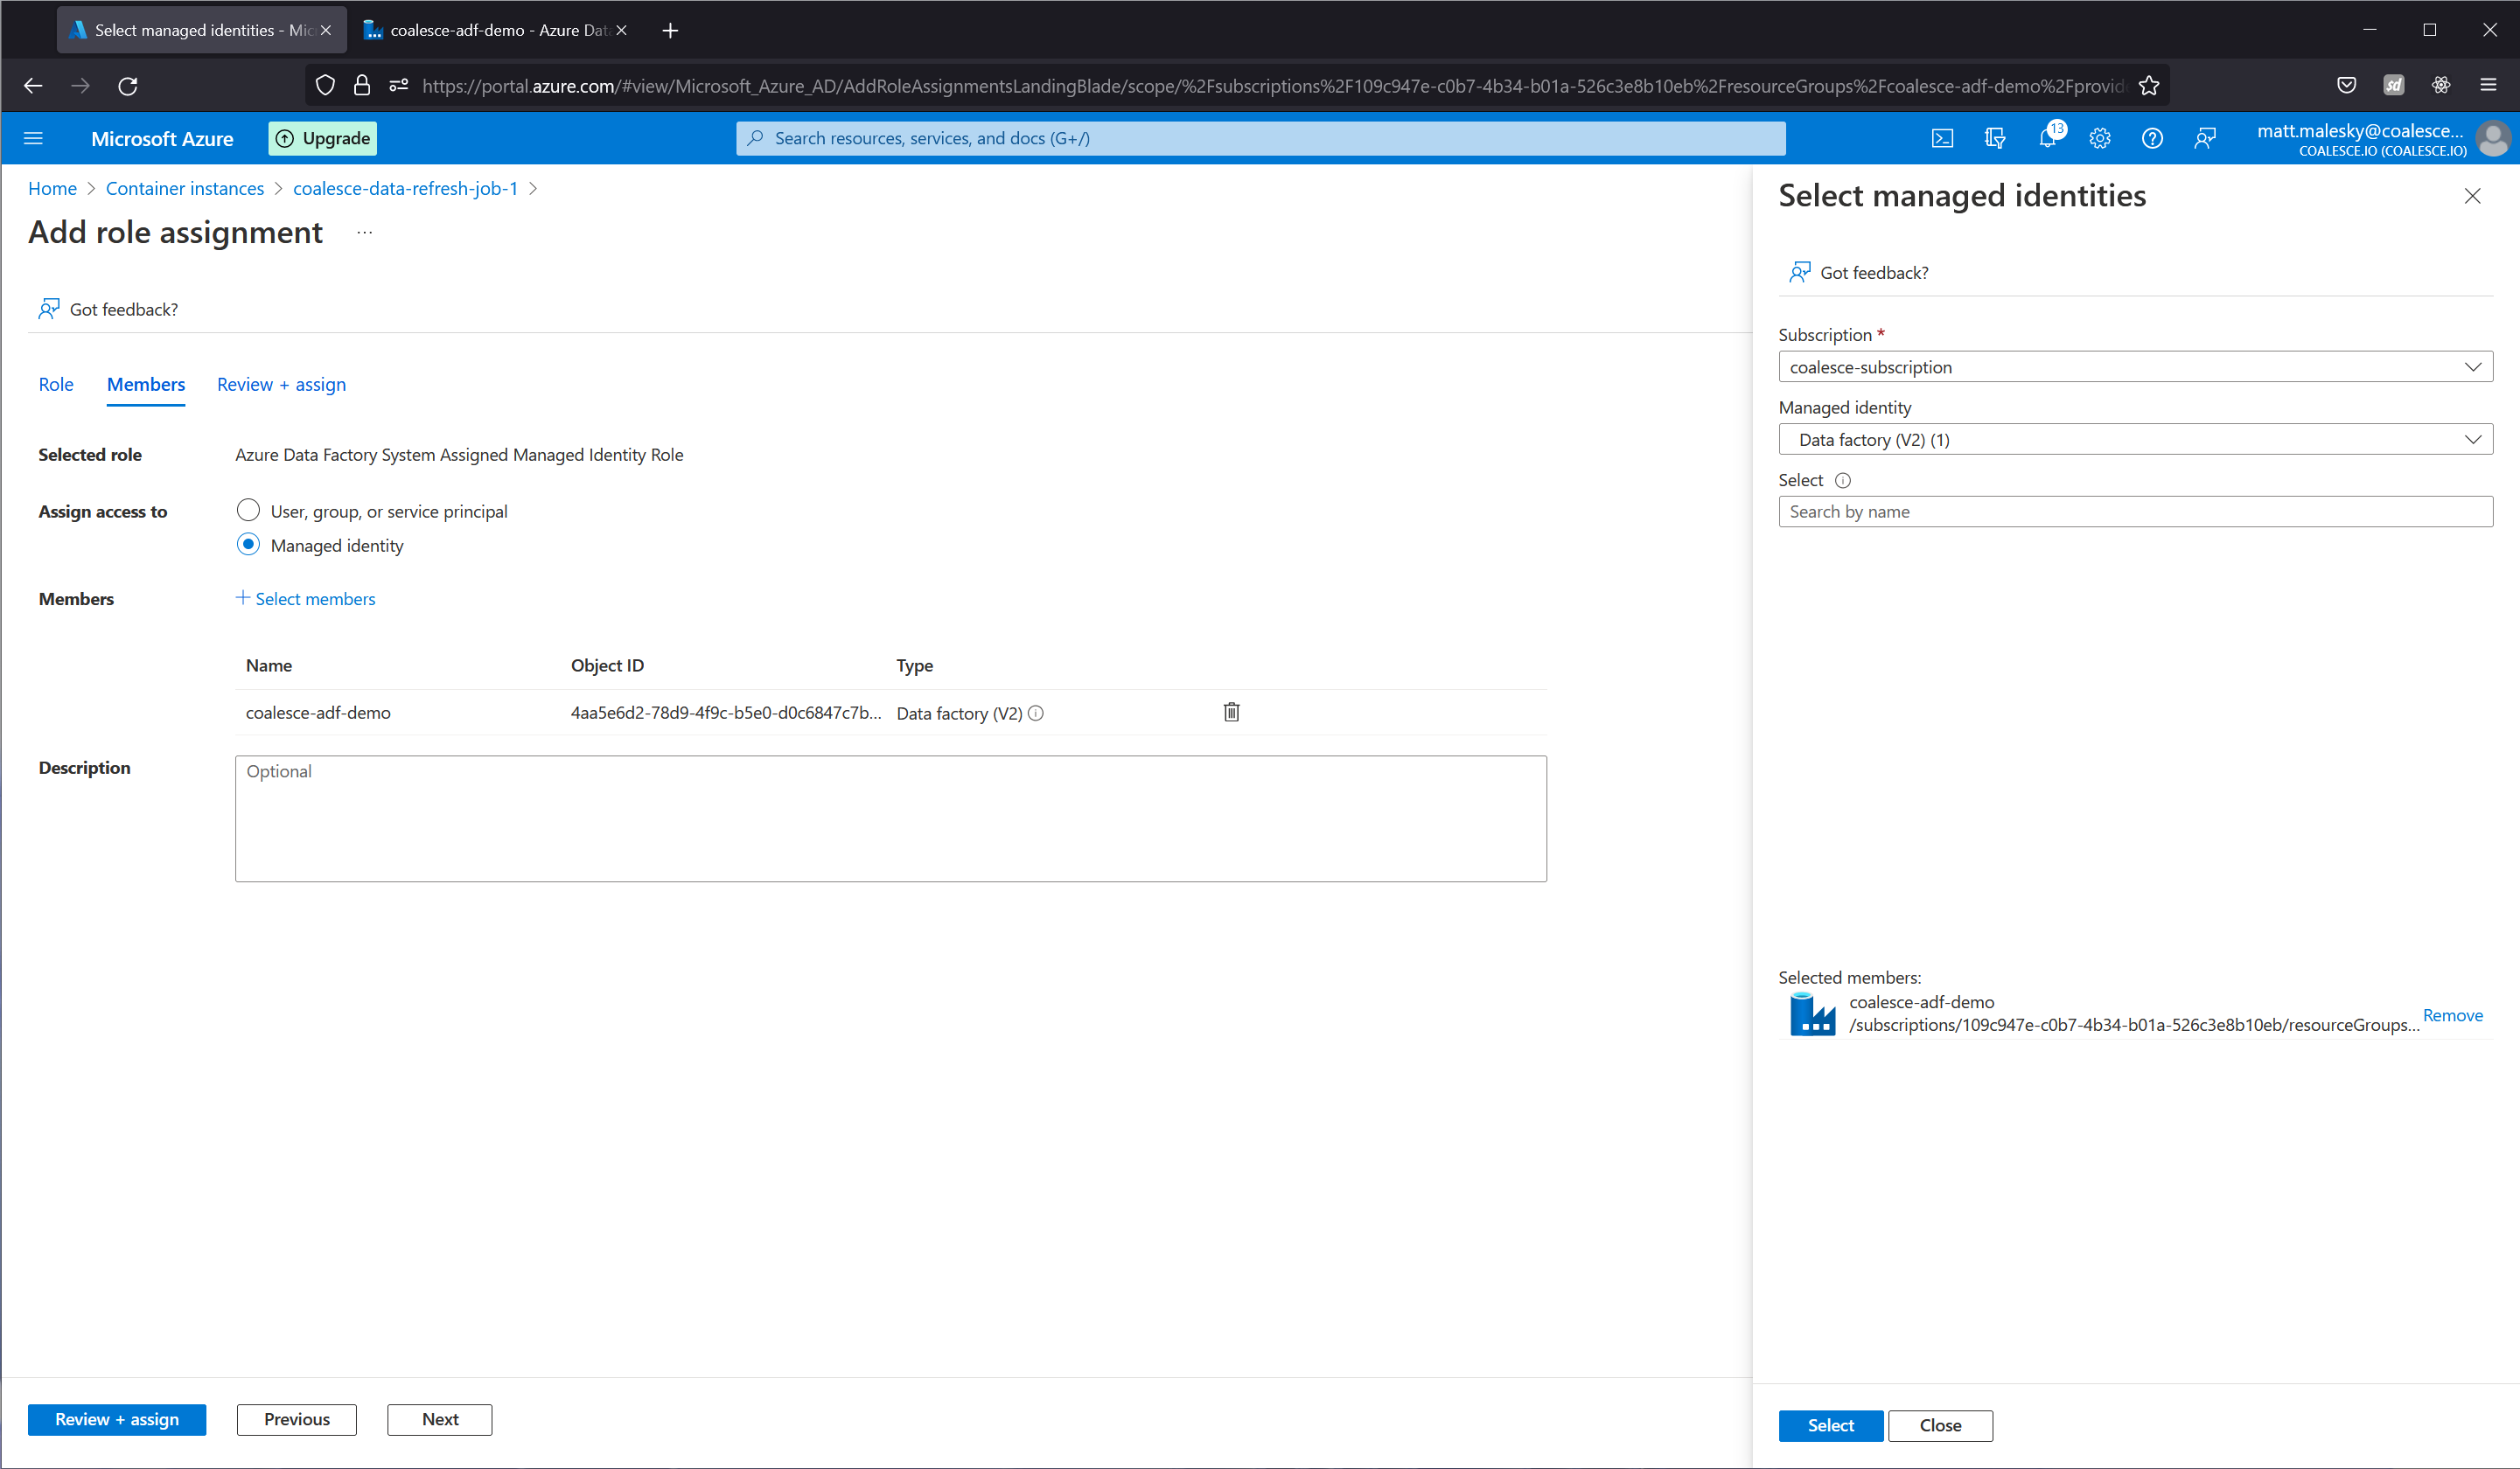 Select managed identities - Mic
coalesce-adf-demo - Azure Dat
https://portal.azure.com/#view/Microsoft_Azure_AD/AddRoleAssignmentsLandingBlade/scope/%2Fsubscriptions%2F109c947e-c0b7-4b34-b01a-526c3e8b10eb%2FresourceGroups%2Fcoalesce-adf-demo%2Fprovid
sd
Microsoft Azure
Upgrade
Search resources, services, and docs (G+/)
13
matt.malesky@coalesce...
COALESCE.IO (COALESCE.IO)
Home > Container instances > coalesce-data-refresh-job-1 >
Add role assignment ...
Got feedback?
Role Members Review + assign
Selected role Azure Data Factory System Assigned Managed Identity Role
Assign access to User, group, or service principal
Managed identity
Members + Select members
Name Object ID Type
coalesce-adf-demo 4aa5e6d2-78d9-4f9c-b5e0-d0c6847c7b... Data factory (V2)
Description Optional
Review + assign Previous Next
Select managed identities
Got feedback?
Subscription *
coalesce-subscription
Managed identity
Data factory (V2) (1)
Select
Search by name
Selected members:
coalesce-adf-demo
/subscriptions/109c947e-c0b7-4b34-b01a-526c3e8b10eb/resourceGroups... Remove
Select Close